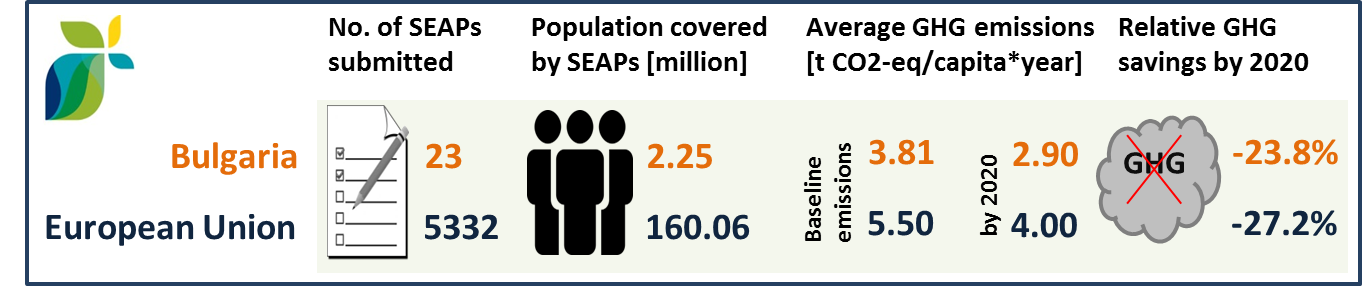 No. of SEAPs
submitted
Population covered
by SEAPs [million]
Average GHG emissions
[t CO2-eq/capita*year]
Relative GHG
savings by 2020
Bulgaria
23
2.25
Baseline
emissions
3.81
by 2020
2.90
GHG
-23.8%
European Union
5332
160.06
5.50
4.00
-27.2%